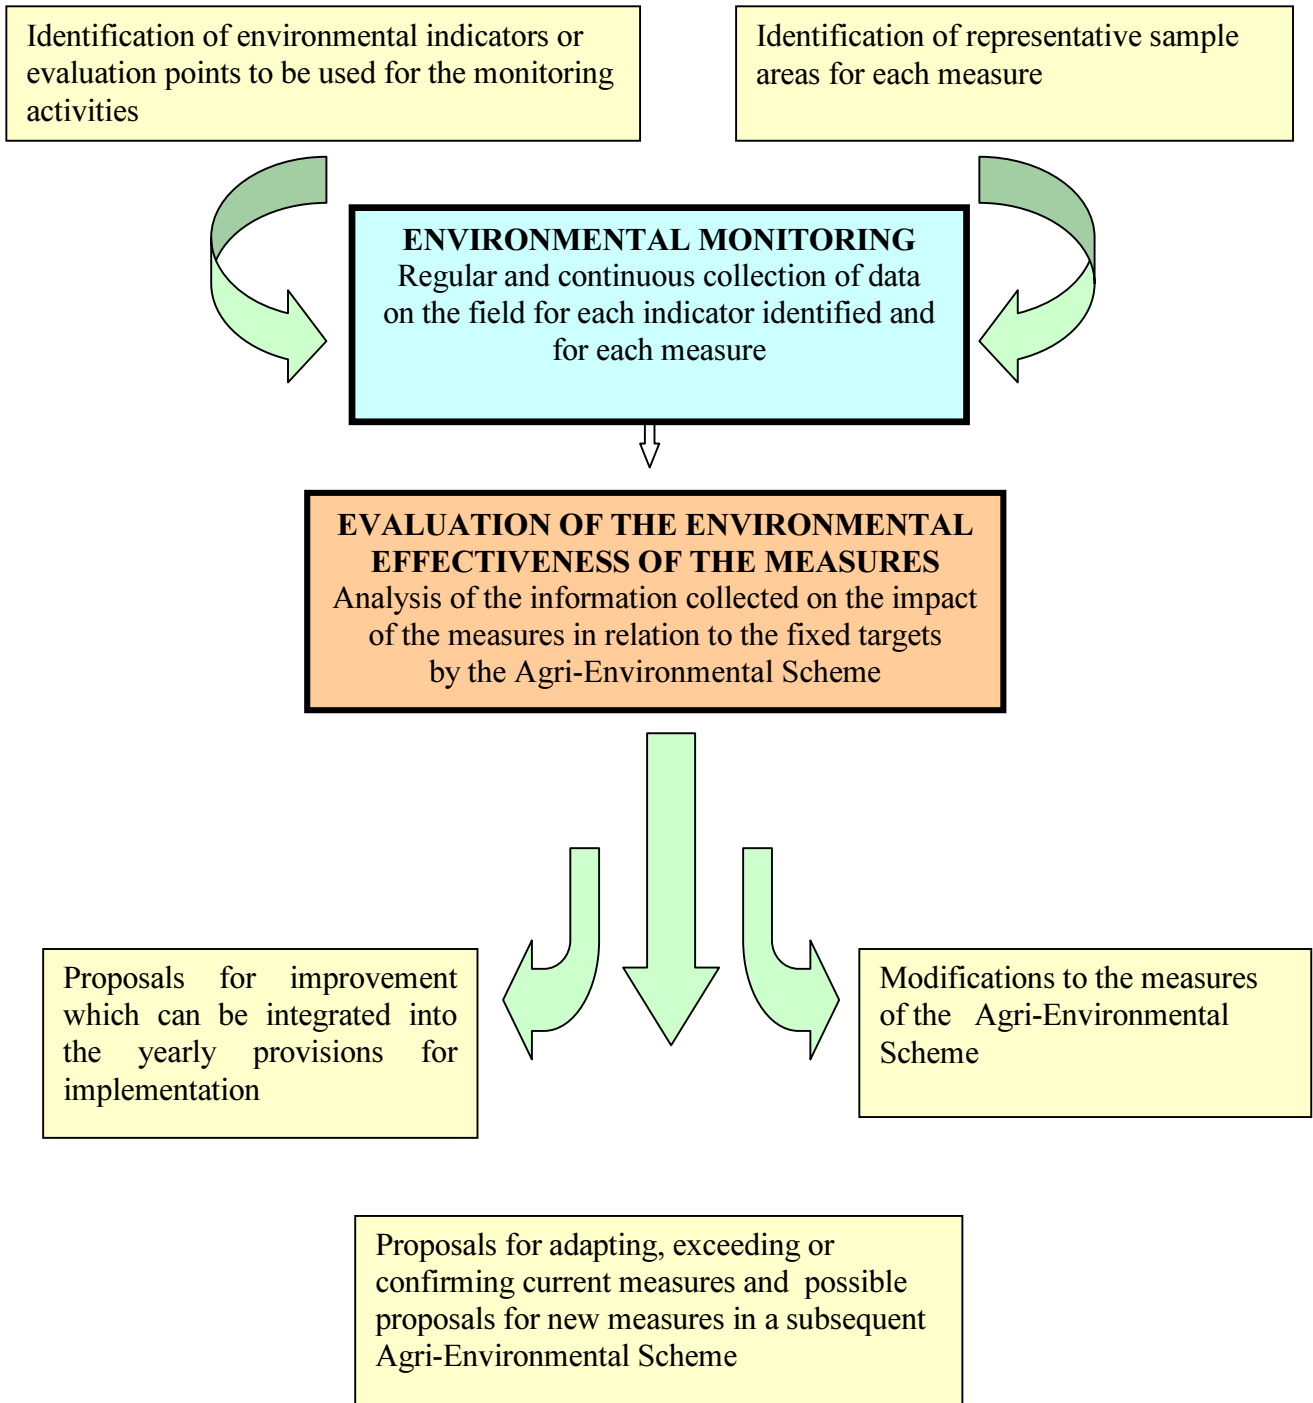 Identification of environmental indicators or
evaluation points to be used for the monitoring
activities
Identification of representative sample
areas for each measure
ENVIRONMENTAL MONITORING
Regular and continuous collection of data
on the field for each indicator identified and
for each measure
EVALUATION OF THE ENVIRONMENTAL
EFFECTIVENESS OF THE MEASURES
Analysis of the information collected on the impact
of the measures in relation to the fixed targets
by the Agri-Environmental Scheme
Proposals for improvement
which can be integrated into
the yearly provisions for
implementation
Modifications to the measures
of the Agri-Environmental
Scheme
Proposals for adapting, exceeding or
confirming current measures and possible
proposals for new measures in a subsequent
Agri-Environmental Scheme